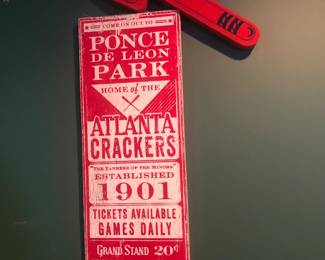 COME ON OUT TO
PONCE
DE LEON
PARK
HOME of THE
ATLANTA
CRACKERS
"THE YANKEES OF THE MINORS"
ESTABLISHED
1901
TICKETS AVAILABLE
GAMES DAILY
GRAND STAND 20¢